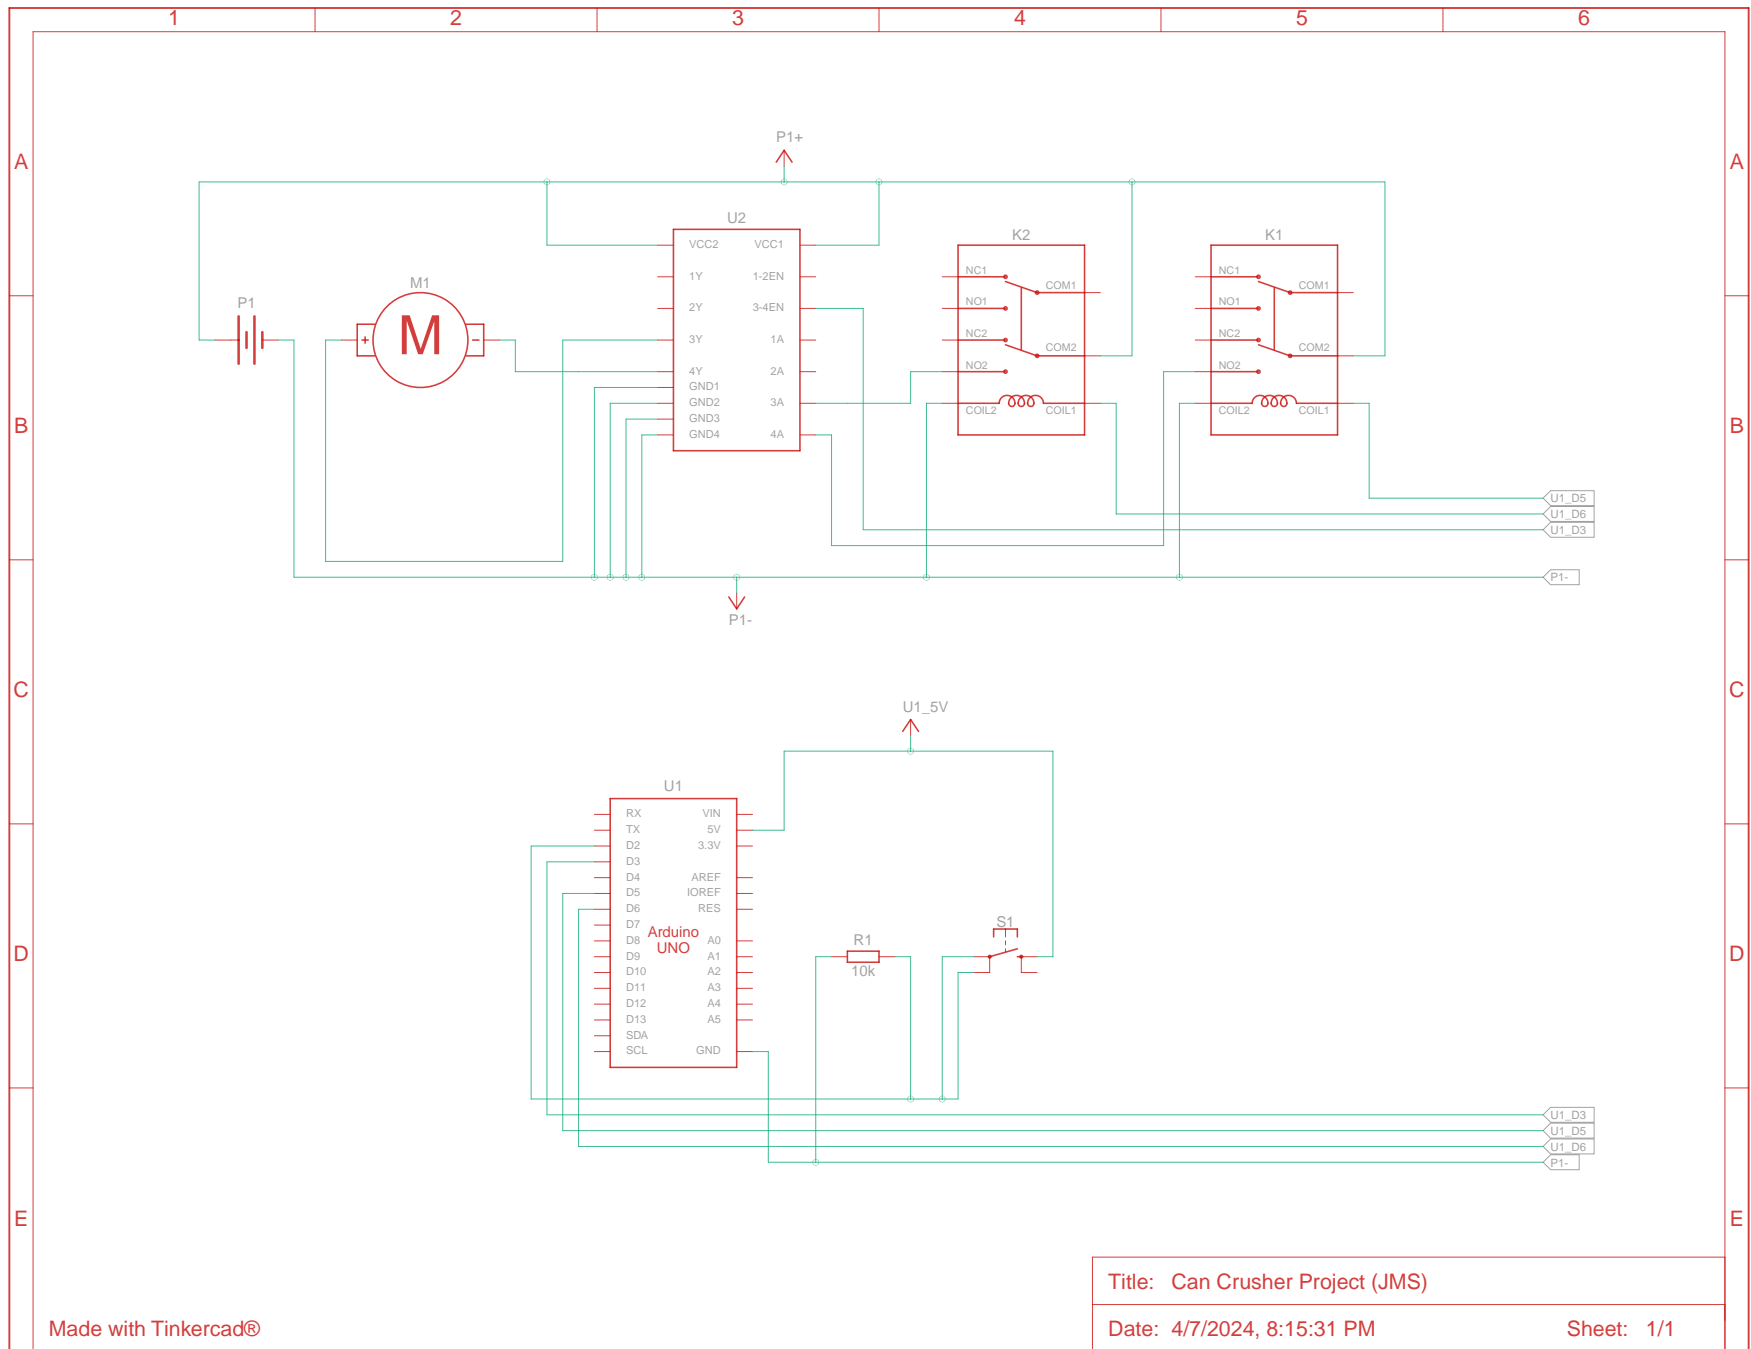 1 2 3 4 5 6
A A
P1+
U2
VCC2 VCC1
1Y 1-2EN
2Y 3-4EN
3Y 1A
4Y 2A
GND1
GND2 3A
GND3
GND4 4A
K2
NC1
COM1
NO1
NC2
COM2
NO2
COIL2 COIL1
K1
NC1
COM1
NO1
NC2
COM2
NO2
COIL2 COIL1
P1
M1
+ M -
B B
U1_D5
U1_D6
U1_D3
P1-
P1-
C C
U1_5V
U1
RX VIN
TX 5V
D2 3.3V
D3
D4 AREF
D5 IOREF
D6 RES
D7
Arduino
UNO
D8 A0
D9 A1
D10 A2
D11 A3
D12 A4
D13 A5
SDA
SCL GND
R1
10k
S1
D D
U1_D3
U1_D5
U1_D6
P1-
E E
Title: Can Crusher Project (JMS)
Made with Tinkercad®
Date: 4/7/2024, 8:15:31 PM Sheet: 1/1